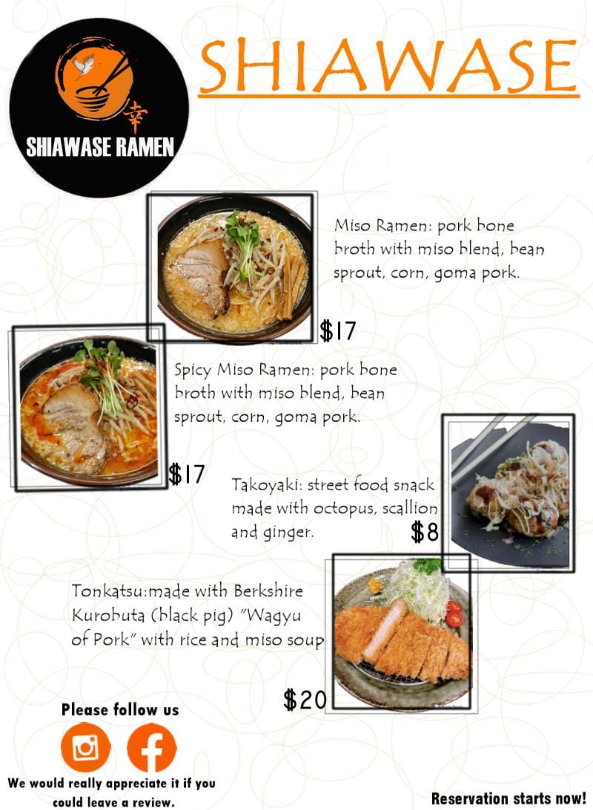 SHIAWASE
幸
SHIAWASE RAMEN
Miso Ramen: pork bone
broth with miso blend, bean
sprout, corn, goma pork.
$17
Spicy Miso Ramen: pork bone
broth with miso blend, bean
sprout, corn, goma pork.
$17
Takoyaki: street food snack
made with octopus, scallion
and ginger.
$8
Tonkatsu:made with Berkshire
Kurobuta (black pig) "Wagyu
of Pork" with rice and miso soup
$20
Please follow us
We would really appreciate it if you
could leave a review.
Reservation starts now!